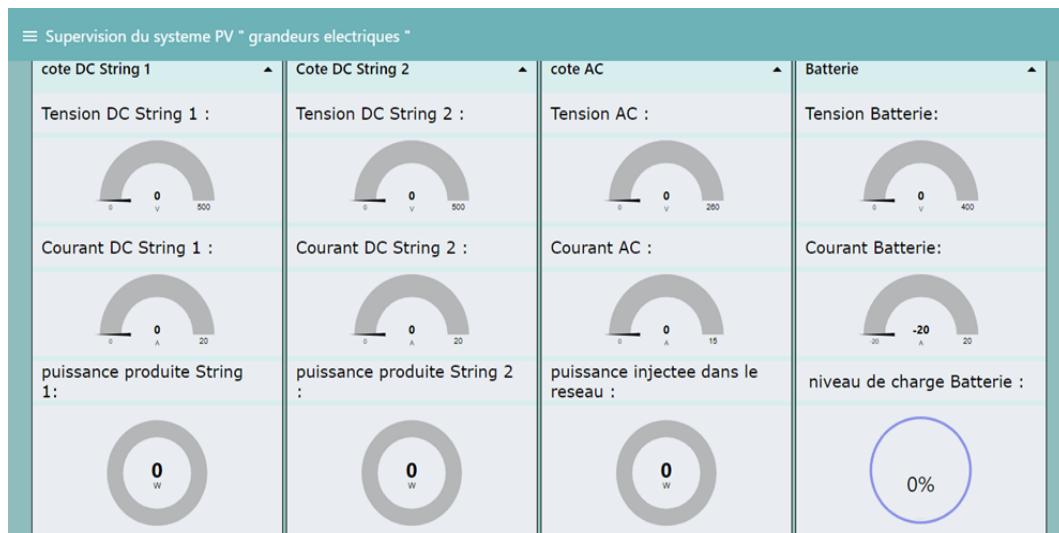 ≡ Supervision du systeme PV " grandeurs electriques "
cote DC String 1
Tension DC String 1 :
0
0 V 500
Courant DC String 1 :
0
0 A 20
puissance produite String
1:
0
W
Cote DC String 2
Tension DC String 2 :
0
0 V 500
Courant DC String 2 :
0
0 A 20
puissance produite String 2
:
0
W
cote AC
Tension AC :
0
0 V 260
Courant AC :
0
0 A 15
puissance injectee dans le
reseau :
0
W
Batterie
Tension Batterie:
0
0 V 400
Courant Batterie:
-20
-20 A 20
niveau de charge Batterie :
0%